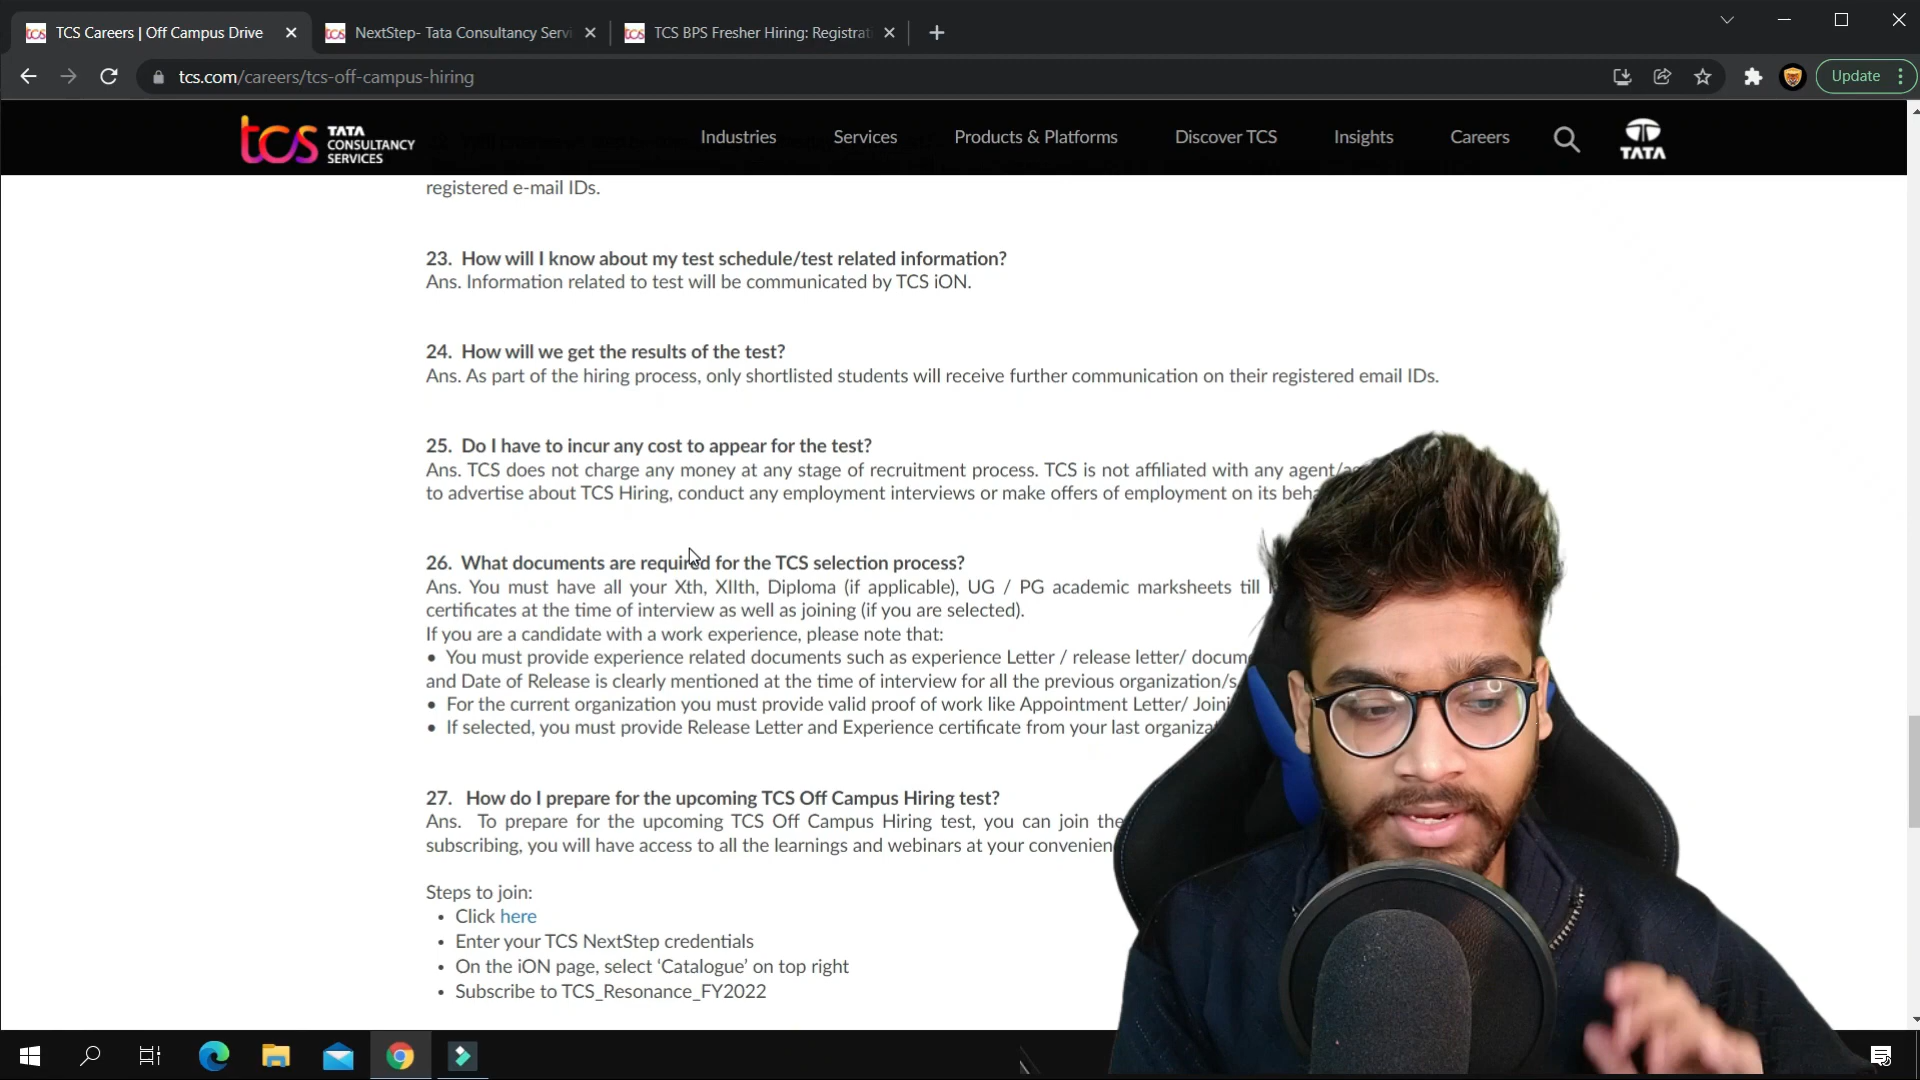 TCS Careers | Off Campus Drive
NextStep- Tata Consultancy Servi
TCS BPS Fresher Hiring: Registrat
tcs.com/careers/tcs-off-campus-hiring
Update
tcs TATA CONSULTANCY SERVICES
Industries
Services
Products & Platforms
Discover TCS
Insights
Careers
TATA
registered e-mail IDs.
23. How will I know about my test schedule/test related information?
Ans. Information related to test will be communicated by TCS iON.
24. How will we get the results of the test?
Ans. As part of the hiring process, only shortlisted students will receive further communication on their registered email IDs.
25. Do I have to incur any cost to appear for the test?
Ans. TCS does not charge any money at any stage of recruitment process. TCS is not affiliated with any agent/
to advertise about TCS Hiring, conduct any employment interviews or make offers of employment on its
26. What documents are required for the TCS selection process?
Ans. You must have all your Xth, XIIth, Diploma (if applicable), UG / PG academic marksheets till
certificates at the time of interview as well as joining (if you are selected).
If you are a candidate with a work experience, please note that:
• You must provide experience related documents such as experience Letter / release letter/
and Date of Release is clearly mentioned at the time of interview for all the previous organization/s
• For the current organization you must provide valid proof of work like Appointment Letter/
• If selected, you must provide Release Letter and Experience certificate from your last
27. How do I prepare for the upcoming TCS Off Campus Hiring test?
Ans. To prepare for the upcoming TCS Off Campus Hiring test, you can join the
subscribing, you will have access to all the learnings and webinars at your
Steps to join:
• Click here
• Enter your TCS NextStep credentials
• On the iON page, select ‘Catalogue’ on top right
• Subscribe to TCS_Resonance_FY2022